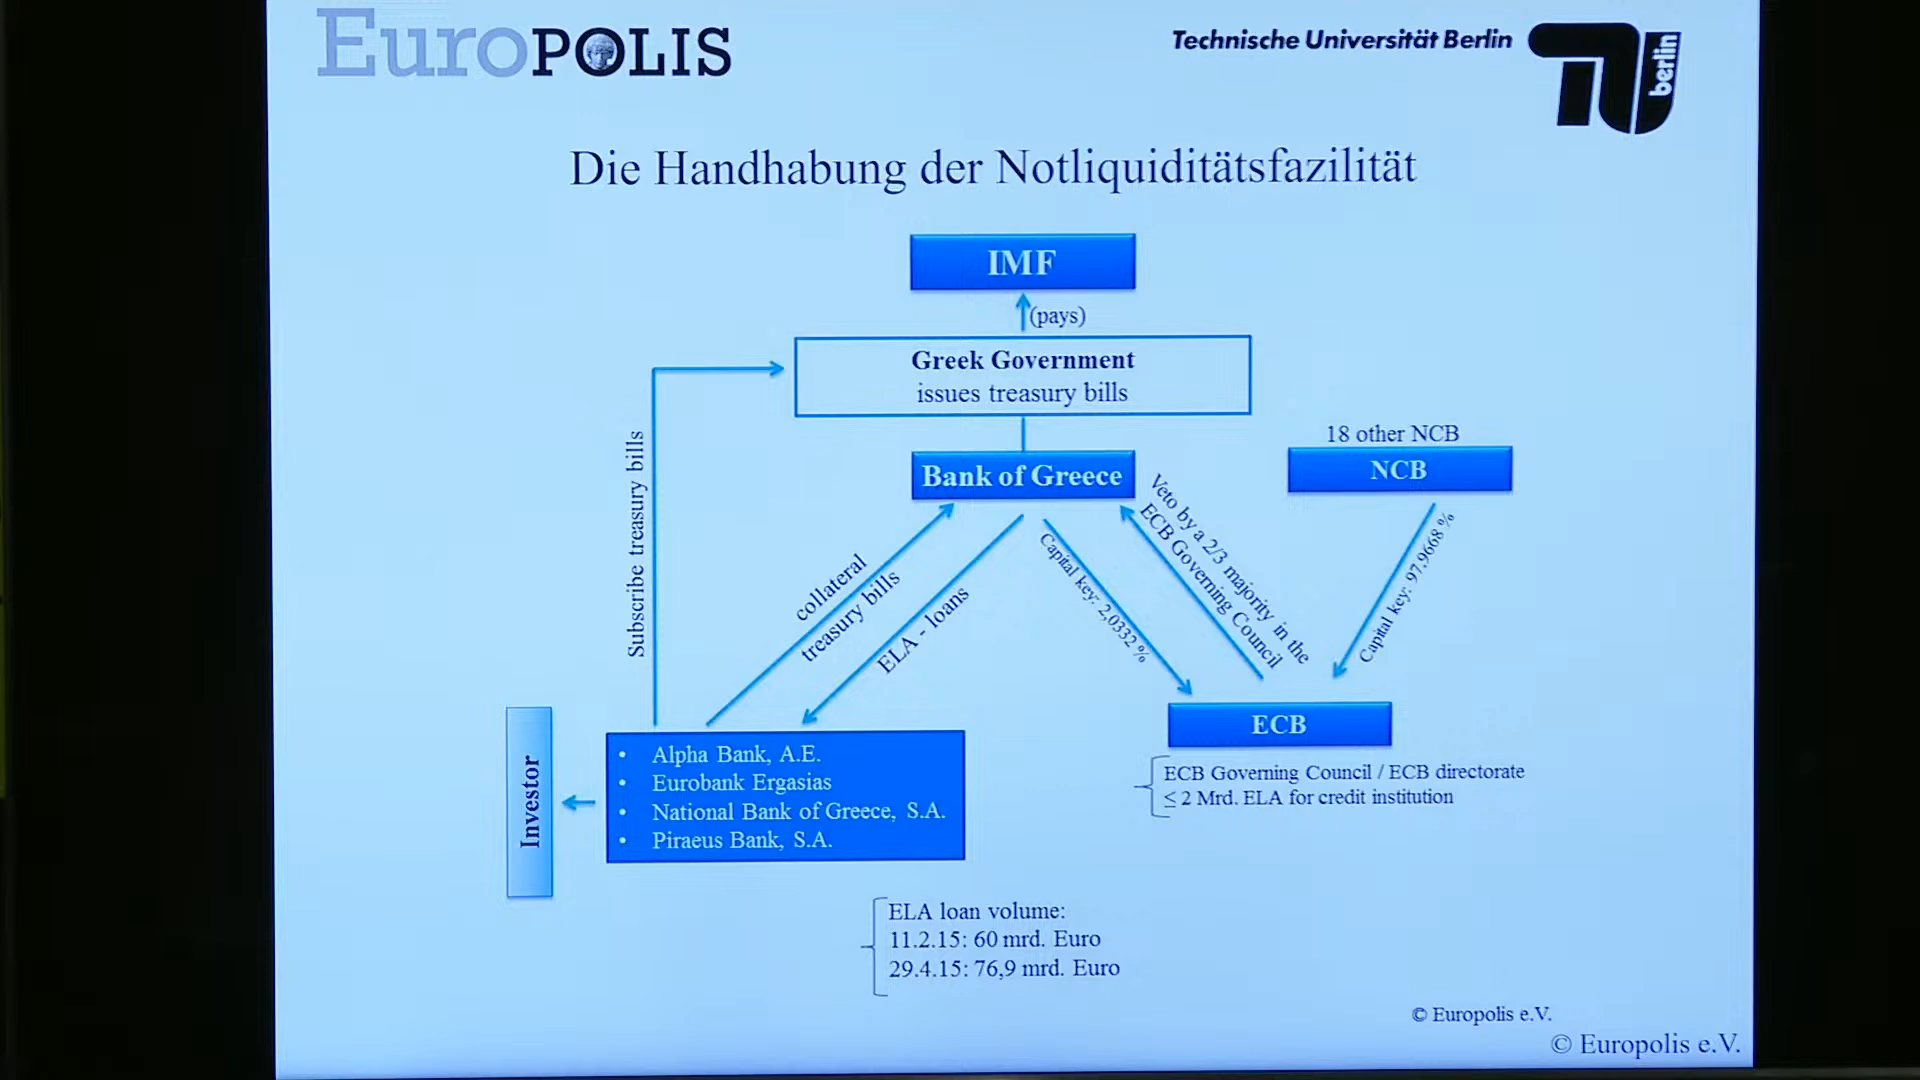 EuroPOLIS
Technische Universität Berlin
berlin
Die Handhabung der Notliquiditätsfazilität
IMF
(pays)
Greek Government
issues treasury bills
18 other NCB
NCB
Bank of Greece
Subscribe treasury bills
collateral
treasury bills
ELA - loans
Capital key: 2,0332 %
Veto by a 2/3 majority in the
ECB Governing Council
Capital key: 97,9668 %
Investor
• Alpha Bank, A.E.
• Eurobank Ergasias
• National Bank of Greece, S.A.
• Piraeus Bank, S.A.
ECB
ECB Governing Council / ECB directorate
≤ 2 Mrd. ELA for credit institution
ELA loan volume:
11.2.15: 60 mrd. Euro
29.4.15: 76,9 mrd. Euro
© Europolis e.V.
© Europolis e.V.